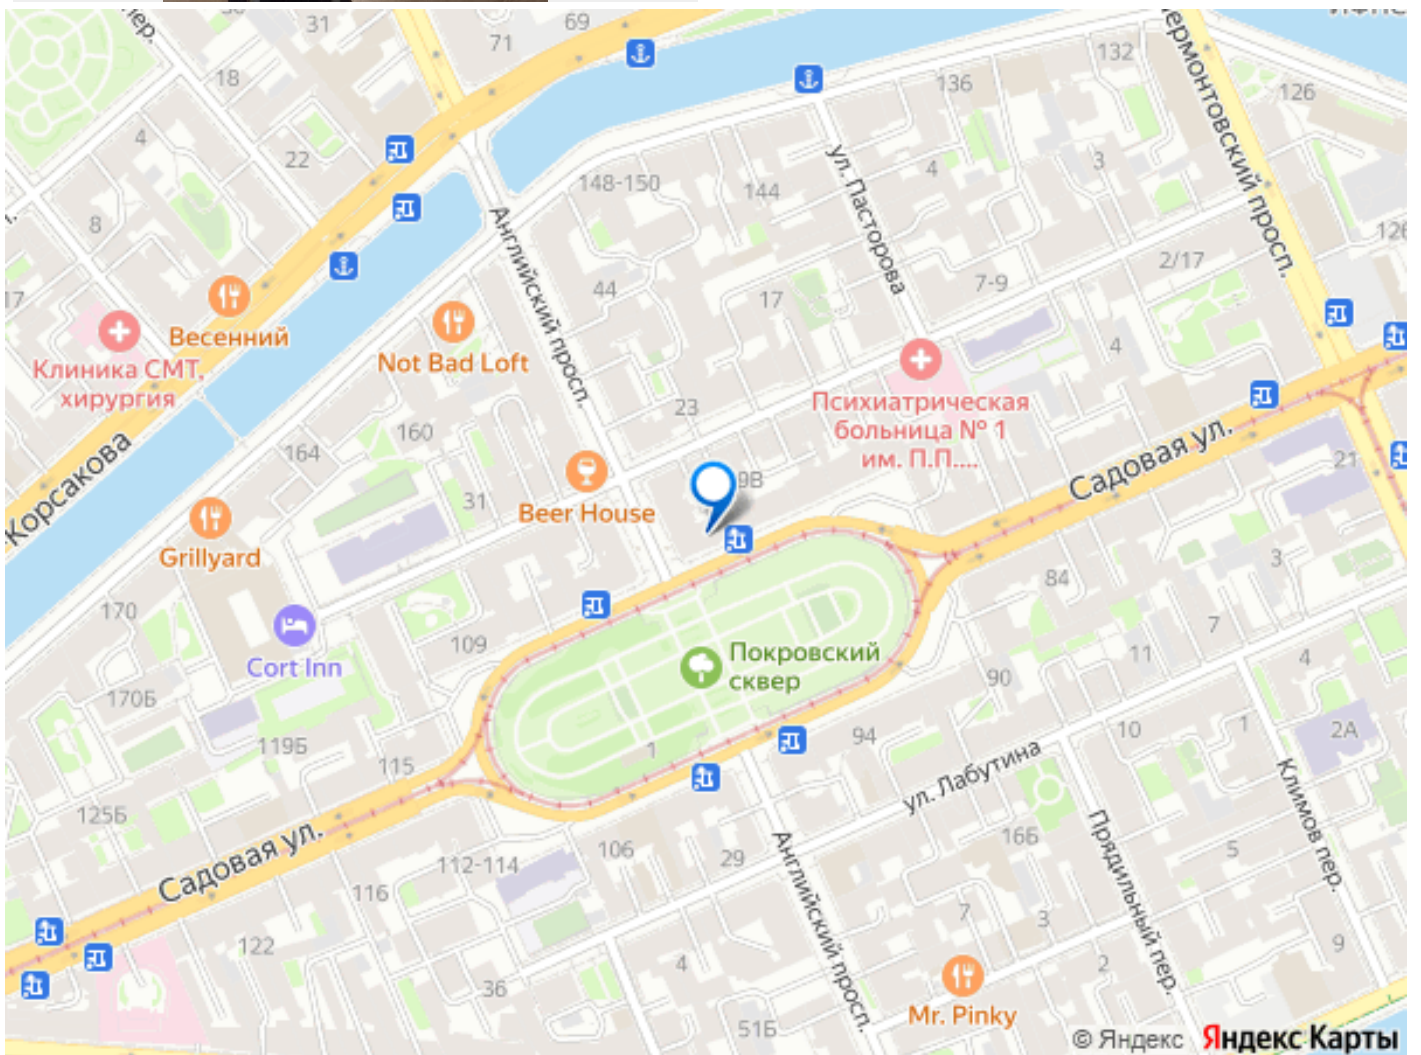 31
69
71
пер.
18
132
136
126
Лермонтовский просп.
4
22
148-150
144
ул. Пасторова
4
3
8
Английский просп.
126
2/17
7-9
17
44
17
Весенний
Клиника СМТ,
хирургия
Not Bad Loft
4
Психиатрическая
больница № 1
им. П.П....
23
Корсакова
164
160
31
Beer House
9В
Садовая ул.
21
Grillyard
3
84
170
109
7
11
4
Cort Inn
Покровский
сквер
90
170Б
119Б
115
1
94
10
1
2А
ул. Лабутина
125Б
Садовая ул.
112-114
106
29
16Б
Прядильный пер.
5
Климов пер.
116
Английский просп.
122
36
4
7
3
9
2
51Б
Mr. Pinky
© Яндекс Яндекс Карты